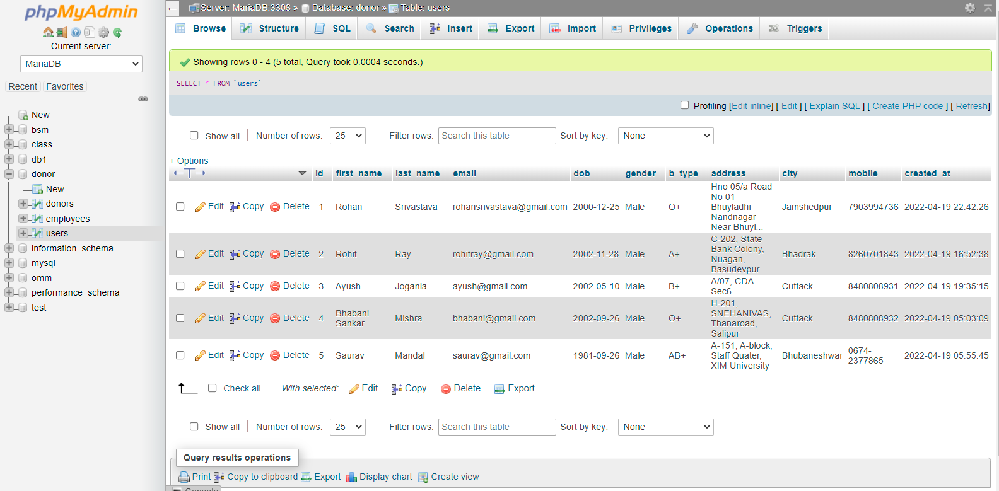 phpMyAdmin
Current server:
MariaDB
Recent Favorites
New
bsm
class
db1
donor
New
donors
employees
users
information_schema
mysql
omm
performance_schema
test
Server: MariaDB:3306 » Database: donor » Table: users
Browse Structure SQL Search Insert Export Import Privileges Operations Triggers
Showing rows 0 - 4 (5 total, Query took 0.0004 seconds.)
SELECT * FROM `users`
Profiling [Edit inline] [ Edit ] [ Explain SQL ] [ Create PHP code ] [ Refresh]
Show all Number of rows: 25 Filter rows: Search this table Sort by key: None
+ Options
id first_name last_name email dob gender b_type address city mobile created_at
Edit Copy Delete 1 Rohan Srivastava rohansrivastava@gmail.com 2000-12-25 Male O+ Hno 05/a Road No 01 Bhuyladhi Nandnagar Near Bhuyl... Jamshedpur 7903994736 2022-04-19 22:42:26
Edit Copy Delete 2 Rohit Ray rohitray@gmail.com 2002-11-28 Male A+ C-202, State Bank Colony, Nuagan, Basudevpur Bhadrak 8260701843 2022-04-19 16:52:38
Edit Copy Delete 3 Ayush Jogania ayush@gmail.com 2002-05-10 Male B+ A/07, CDA Sec6 Cuttack 8480808931 2022-04-19 19:35:15
Edit Copy Delete 4 Bhabani Sankar Mishra bhabani@gmail.com 2002-09-26 Male O+ H-201, SNEHANIVAS, Thanaroad, Salipur Cuttack 8480808932 2022-04-19 05:03:09
Edit Copy Delete 5 Saurav Mandal saurav@gmail.com 1981-09-26 Male AB+ A-151, A-block, Staff Quater, XIM University Bhubaneshwar 0674-2377865 2022-04-19 05:55:45
Check all With selected: Edit Copy Delete Export
Show all Number of rows: 25 Filter rows: Search this table Sort by key: None
Query results operations
Print Copy to clipboard Export Display chart Create view
Console